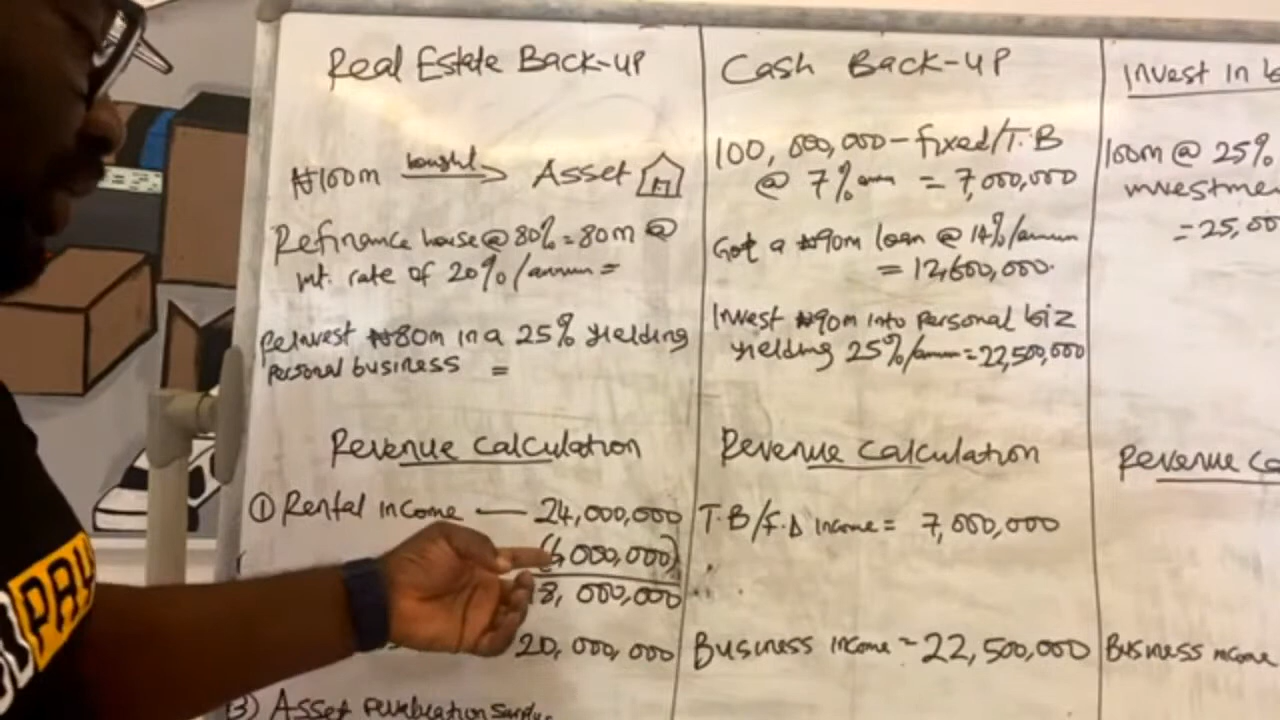 Real Estate Back-up
₦100m bought Asset
Refinance house @ 80% = 80m @
int. rate of 20%/annum =
Reinvest ₦80m in a 25% yielding
personal business =
Revenue Calculation
① Rental income — 24,000,000
(6,000,000)
18,000,000
20,000,000
3) Asset
Cash Back-up
100,000,000 - fixed/T.B
@ 7%/annum = 7,000,000
Got a ₦90m loan @ 14%/annum
= 12,600,000.
Invest ₦90m into personal biz
yielding 25%/annum = 22,500,000
Revenue Calculation
T.B/F.D income = 7,000,000
Business income = 22,500,000
Invest in
100m @ 25%
= 25,00
Revenue
Business income
PAY